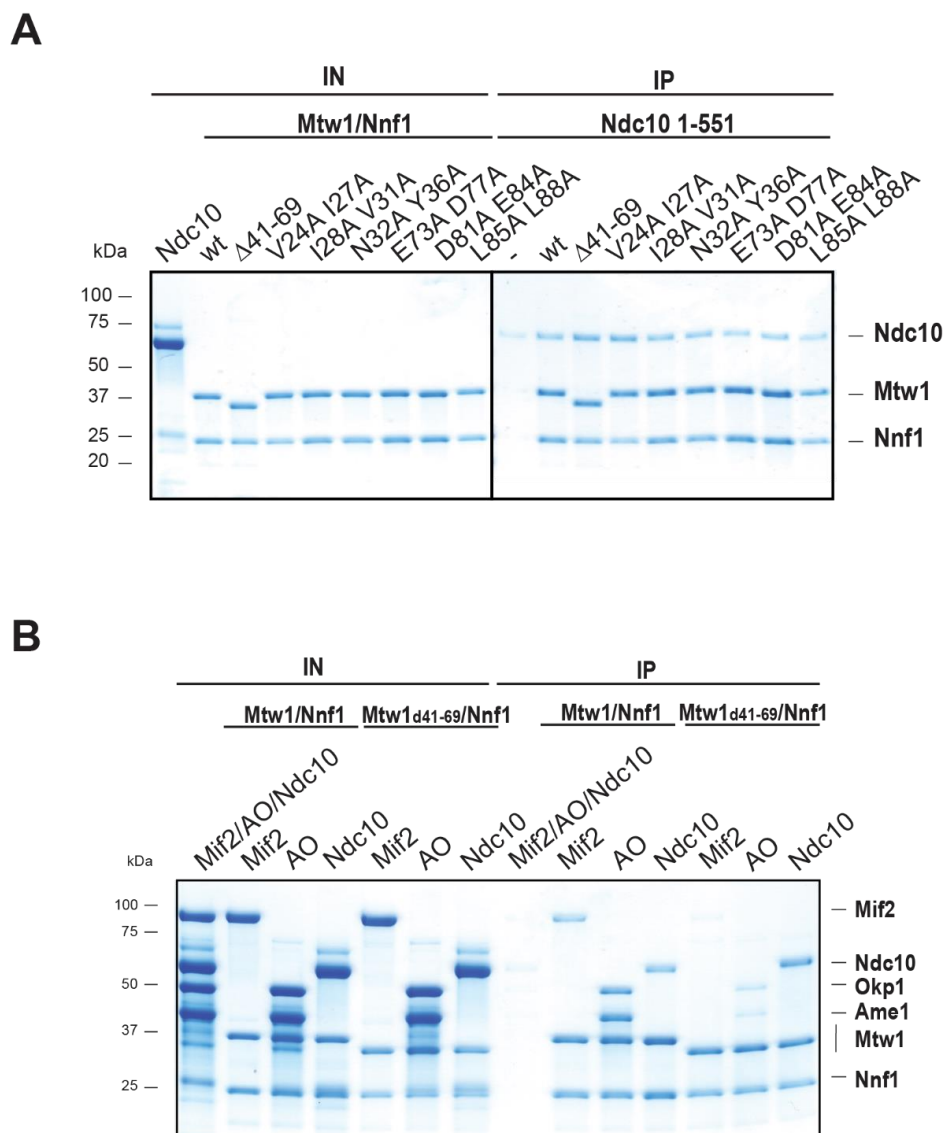 A
IN
IP
Mtw1/Nnf1
Ndc10 1-551
kDa
Ndc10
wt
Δ41-69
V24A I27A
I28A V31A
N32A Y36A
E73A D77A
D81A E84A
L85A L88A
-
wt
Δ41-69
V24A I27A
I28A V31A
N32A Y36A
E73A D77A
D81A E84A
L85A L88A
100
75
50
37
25
20
Ndc10
Mtw1
Nnf1
B
IN
IP
Mtw1/Nnf1
Mtw1d41-69/Nnf1
Mtw1/Nnf1
Mtw1d41-69/Nnf1
kDa
Mif2/AO/Ndc10
Mif2
AO
Ndc10
Mif2
AO
Ndc10
Mif2/AO/Ndc10
Mif2
AO
Ndc10
Mif2
AO
Ndc10
100
75
50
37
25
Mif2
Ndc10
Okp1
Ame1
Mtw1
Nnf1